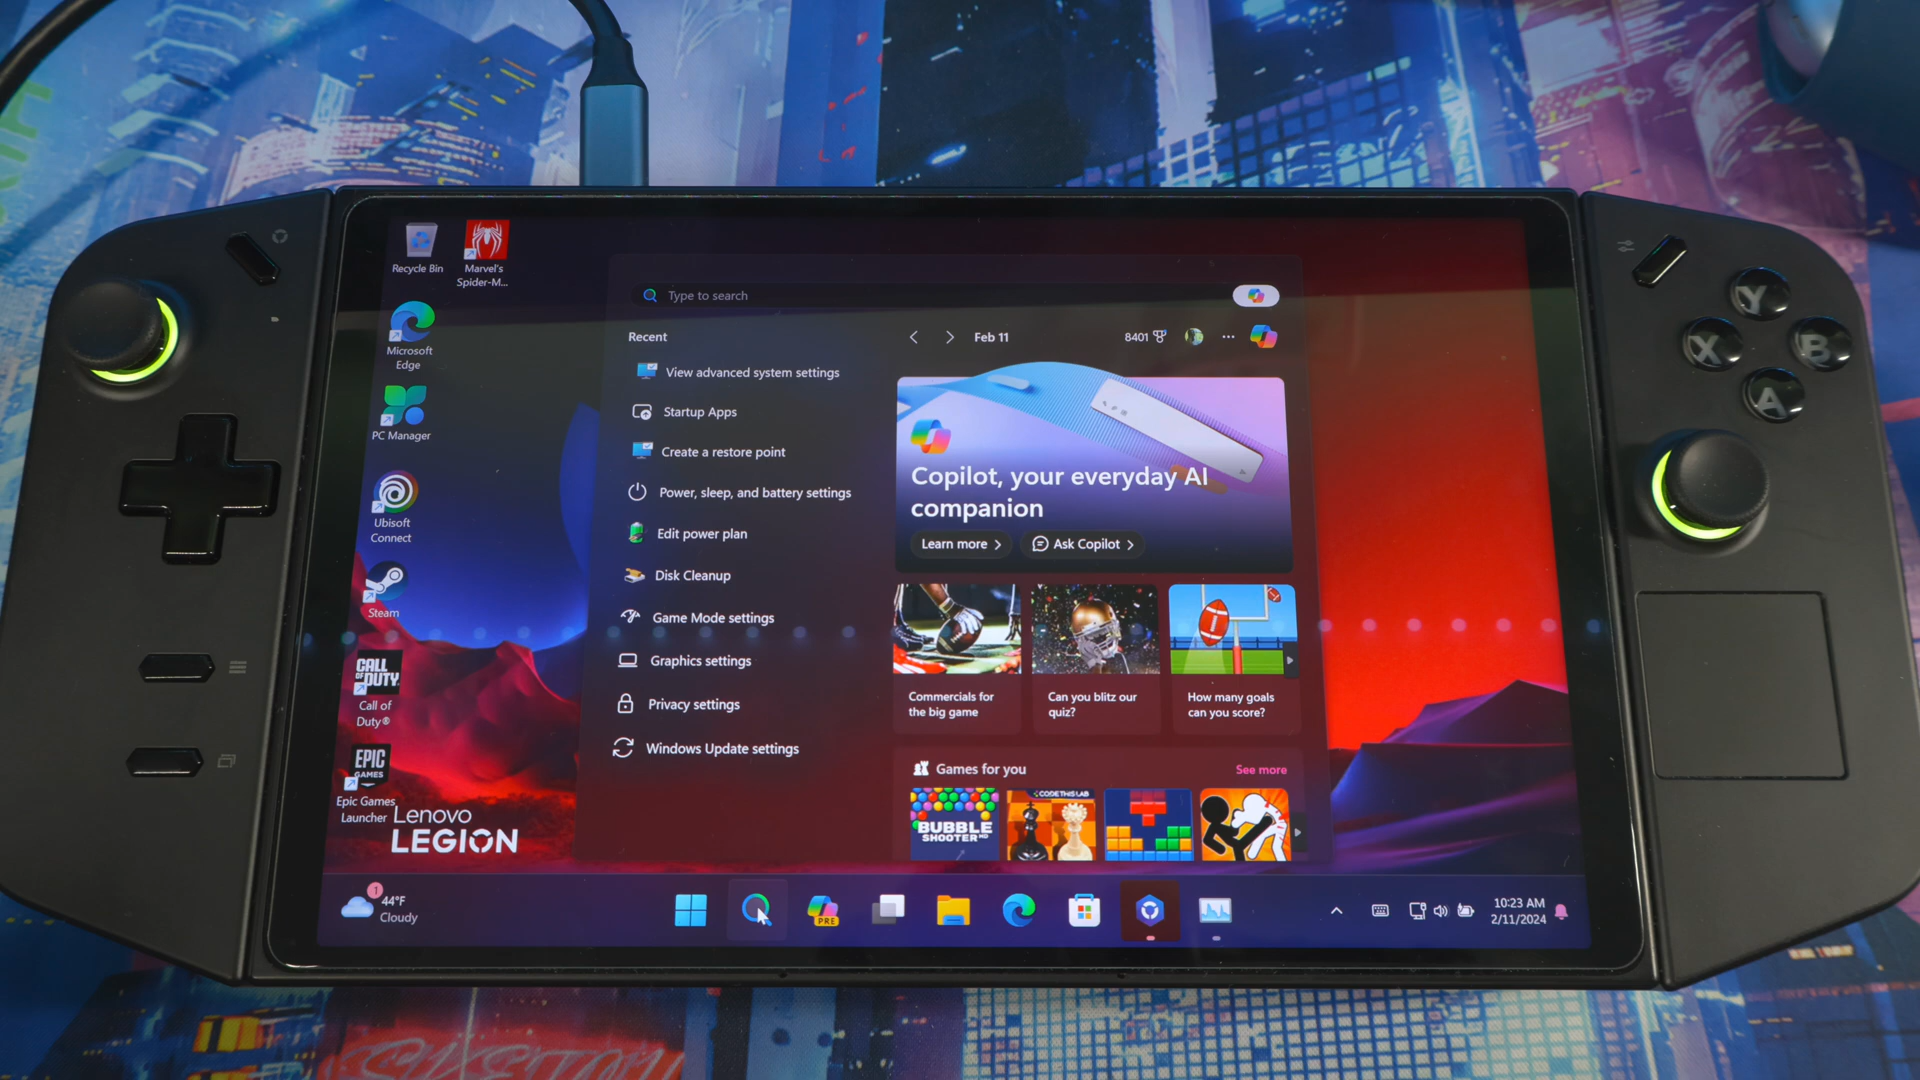 Recycle Bin
Marvel's
Spider-M...
Microsoft
Edge
PC Manager
Ubisoft
Connect
Steam
CALL
OF DUTY
Call of
Duty®
EPIC
GAMES
Epic Games
Launcher
Lenovo
LEGION
Type to search
Recent
View advanced system settings
Startup Apps
Create a restore point
Power, sleep, and battery settings
Edit power plan
Disk Cleanup
Game Mode settings
Graphics settings
Privacy settings
Windows Update settings
Feb 11
8401
Copilot, your everyday AI
companion
Learn more
Ask Copilot
Commercials for
the big game
Can you blitz our
quiz?
How many goals
can you score?
Games for you
See more
BUBBLE
SHOOTER HD
CODETHISLAB
1
44°F
Cloudy
PRE
10:23 AM
2/11/2024
Y
X
B
A